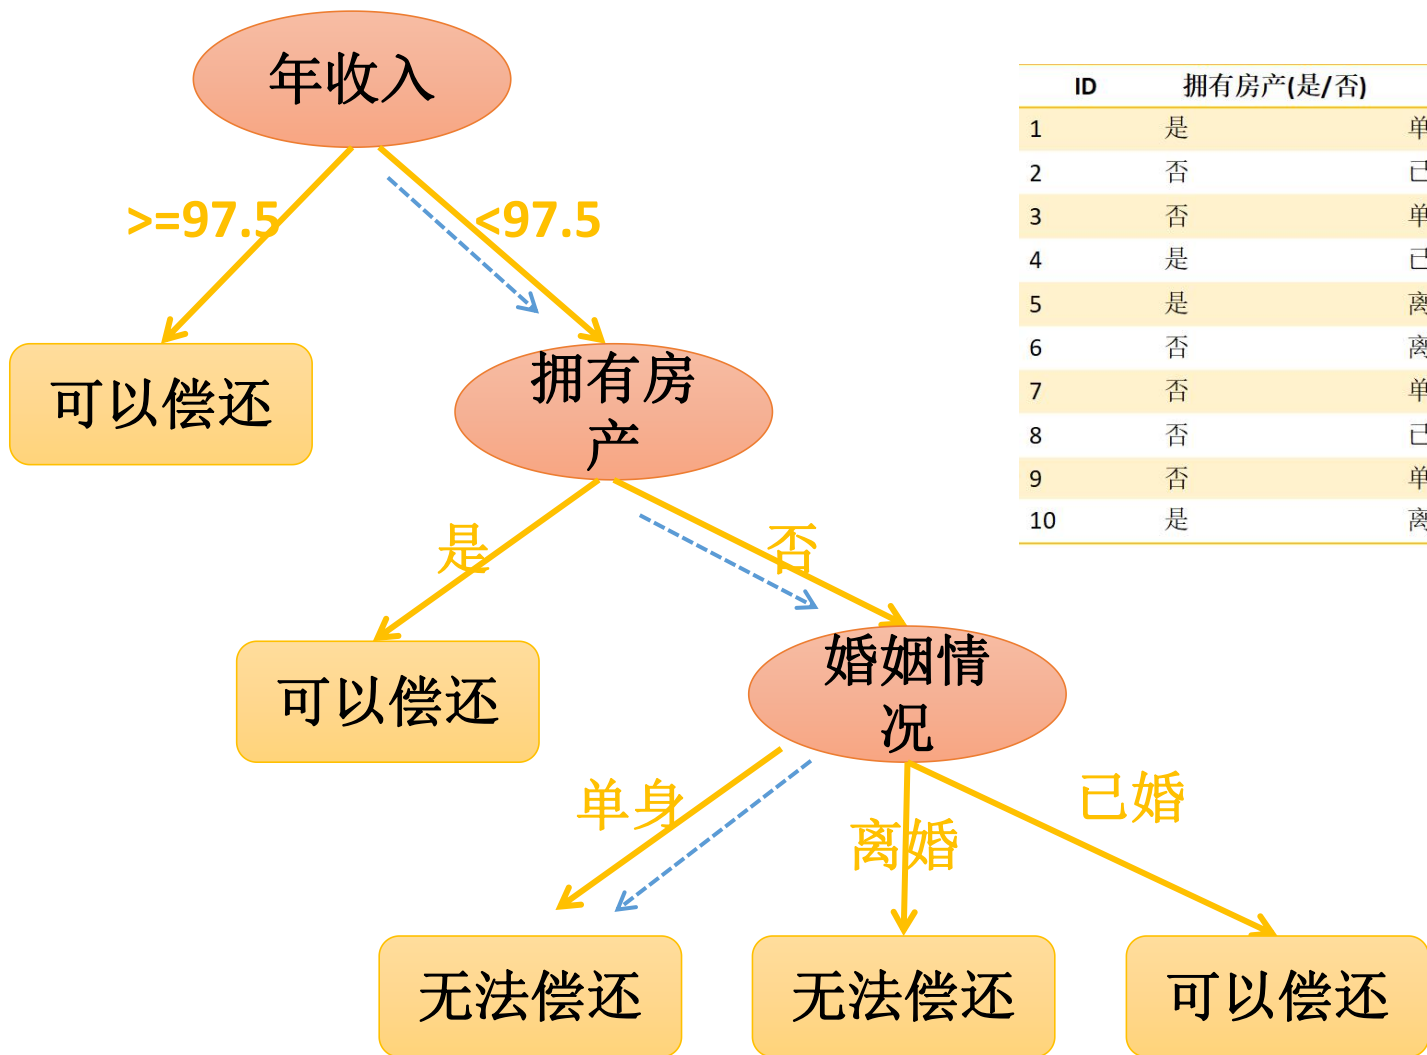 年收入
>=97.5
<97.5
可以偿还
拥有房
产
是
否
可以偿还
婚姻情
况
单身
离婚
已婚
无法偿还
无法偿还
可以偿还
ID 拥有房产(是/否)
1 是 单
2 否 已
3 否 单
4 是 已
5 是 离
6 否 离
7 否 单
8 否 已
9 否 单
10 是 离